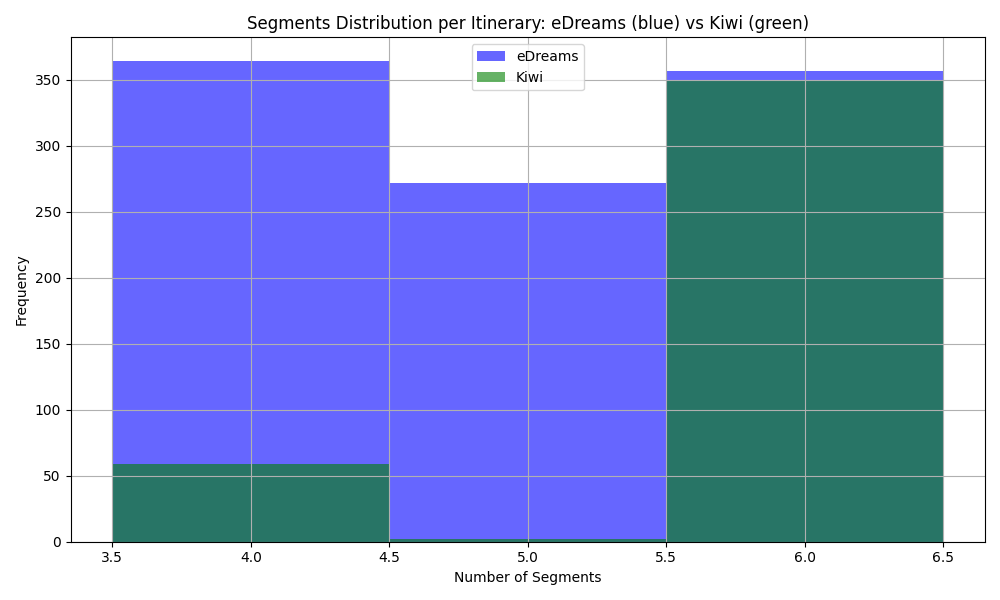 Segments Distribution per Itinerary: eDreams (blue) vs Kiwi (green)
eDreams
Kiwi
Frequency
350
300
250
200
150
100
50
0
3.5 4.0 4.5 5.0 5.5 6.0 6.5
Number of Segments